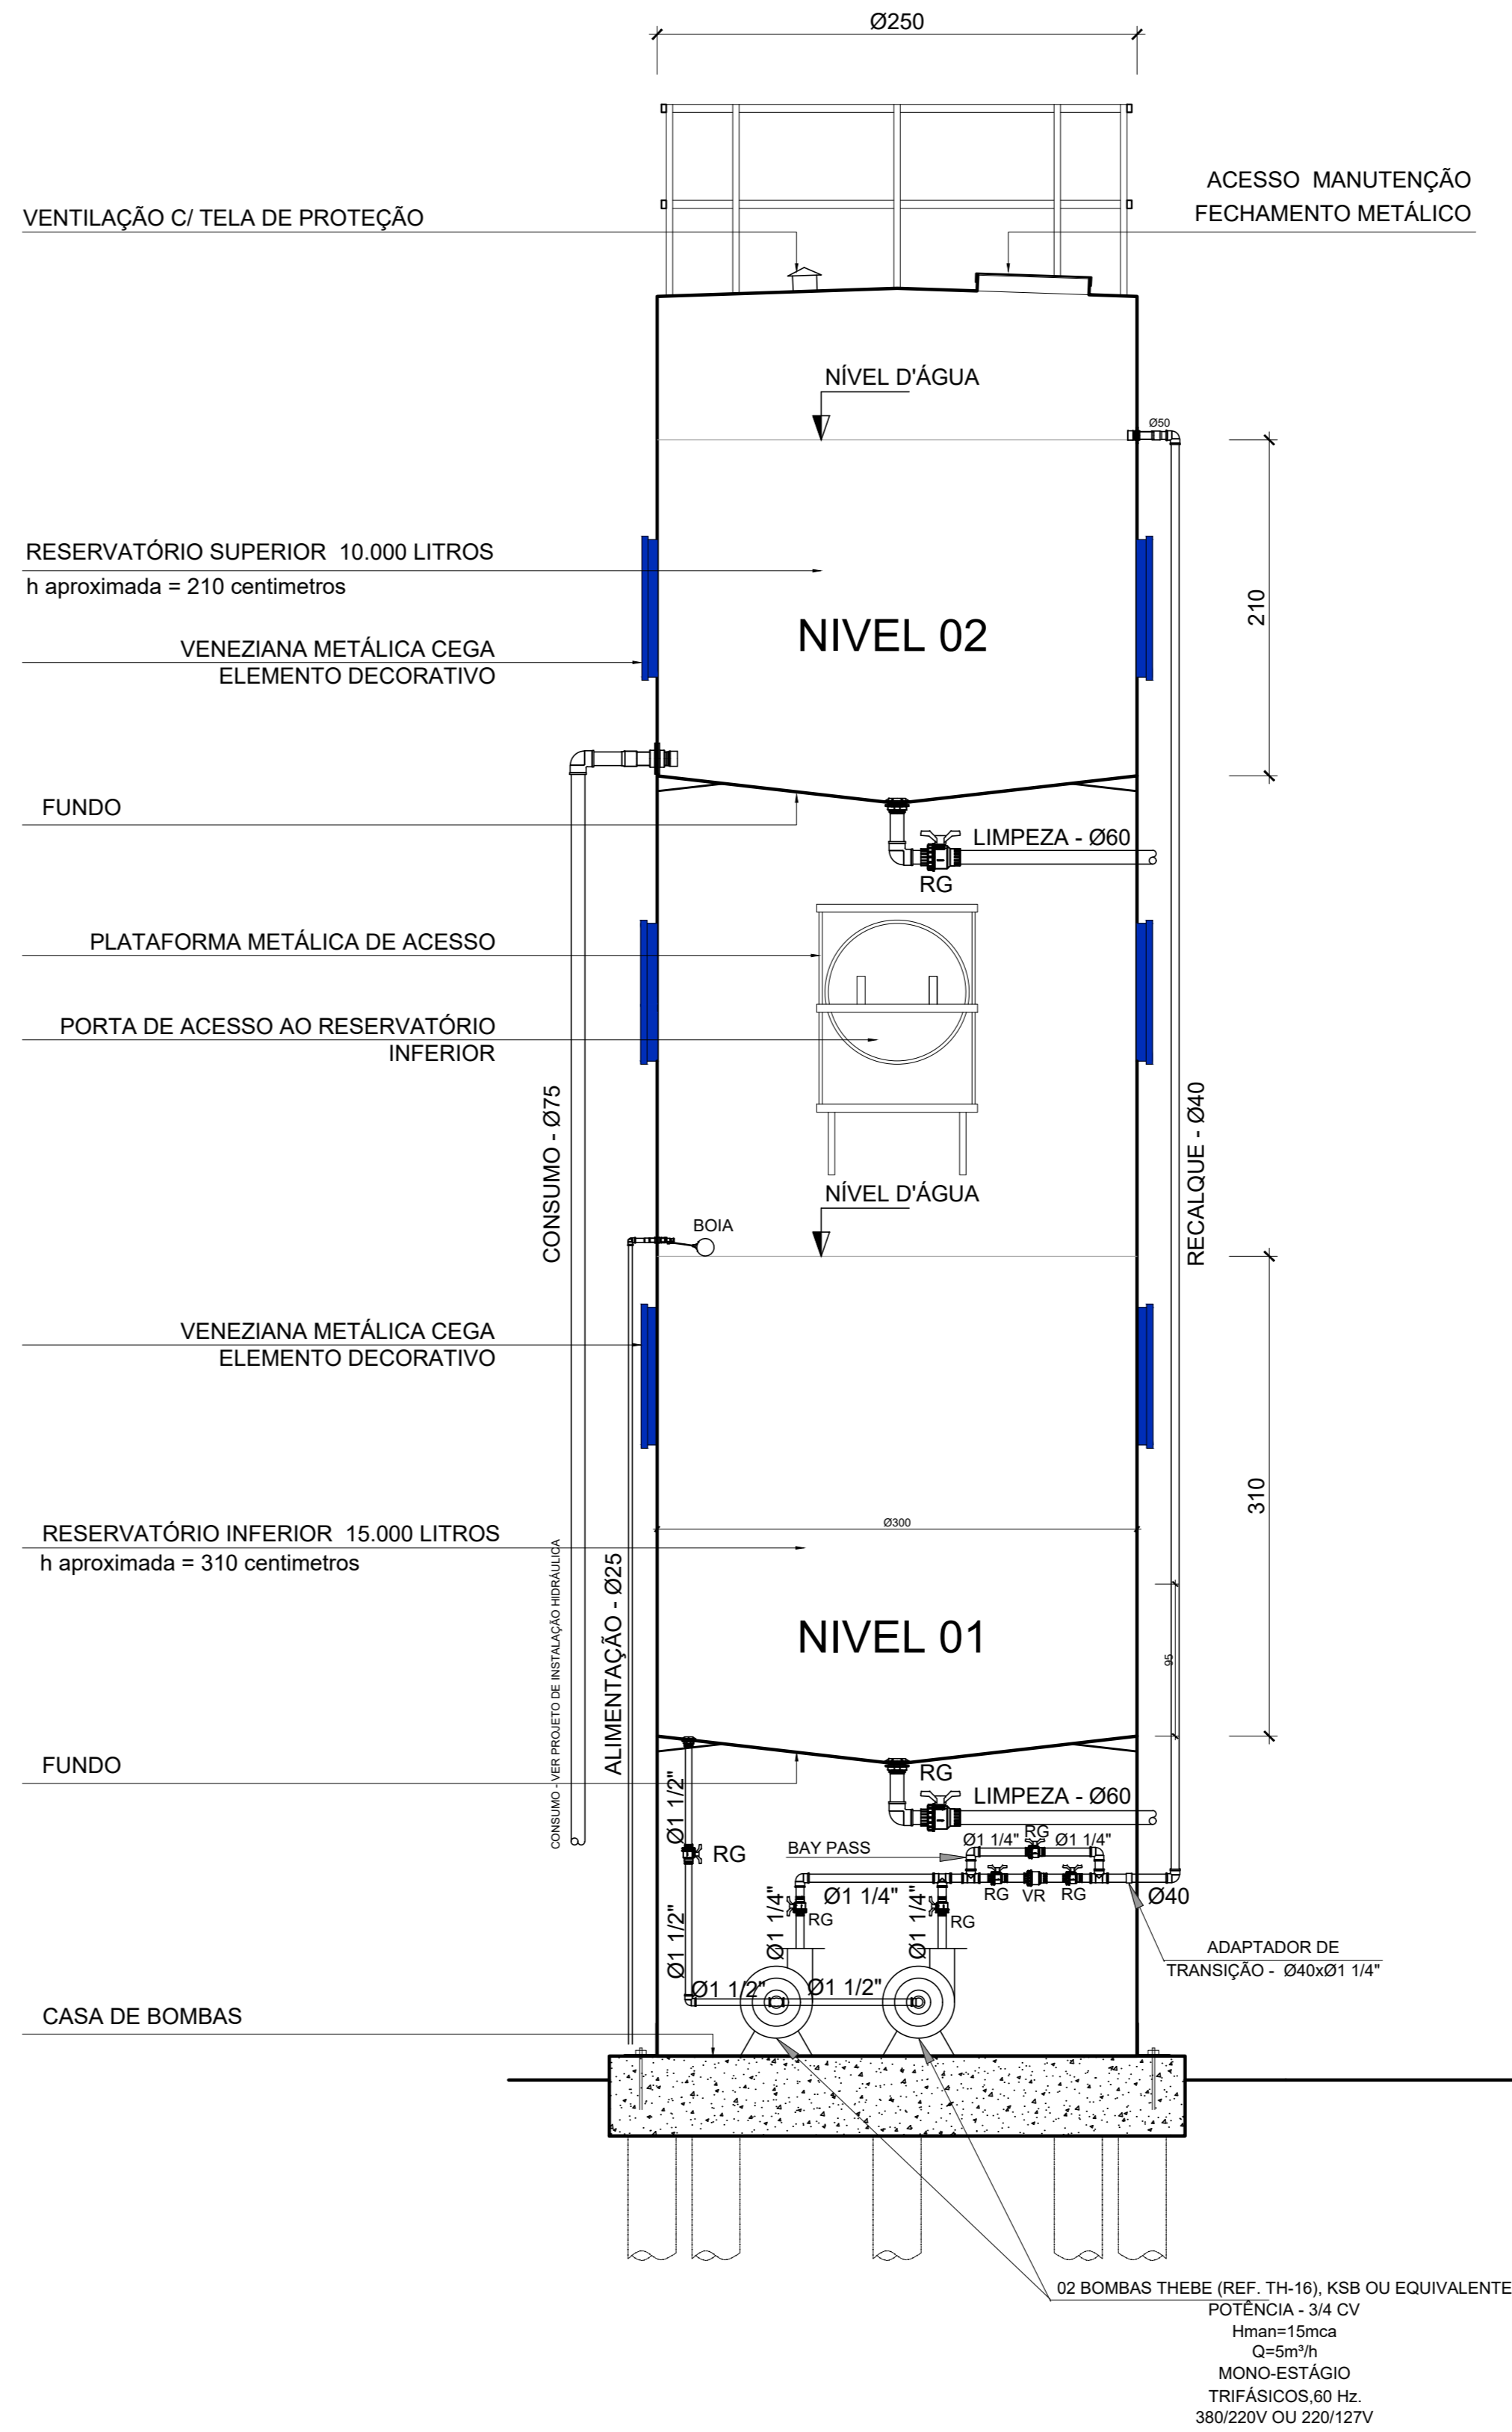 Ø250
ACESSO MANUTENÇÃO
FECHAMENTO METÁLICO
VENTILAÇÃO C/ TELA DE PROTEÇÃO
NÍVEL D'ÁGUA
Ø50
RESERVATÓRIO SUPERIOR 10.000 LITROS
h aproximada = 210 centimetros
210
NIVEL 02
VENEZIANA METÁLICA CEGA
ELEMENTO DECORATIVO
FUNDO
LIMPEZA - Ø60
RG
PLATAFORMA METÁLICA DE ACESSO
PORTA DE ACESSO AO RESERVATÓRIO
INFERIOR
CONSUMO - Ø75
RECALQUE - Ø40
NÍVEL D'ÁGUA
BOIA
VENEZIANA METÁLICA CEGA
ELEMENTO DECORATIVO
310
Ø300
RESERVATÓRIO INFERIOR 15.000 LITROS
h aproximada = 310 centimetros
CONSUMO - VER PROJETO DE INSTALAÇÃO HIDRÁULICA
ALIMENTAÇÃO - Ø25
NIVEL 01
95
FUNDO
RG
LIMPEZA - Ø60
Ø1 1/2"
RG
BAY PASS
Ø1 1/4"
RG
Ø1 1/4"
Ø1 1/4"
RG
VR
RG
Ø40
Ø1 1/2"
Ø1 1/4"
RG
Ø1 1/4"
RG
ADAPTADOR DE
TRANSIÇÃO - Ø40xØ1 1/4"
Ø1 1/2"
Ø1 1/2"
CASA DE BOMBAS
02 BOMBAS THEBE (REF. TH-16), KSB OU EQUIVALENTE
POTÊNCIA - 3/4 CV
Hman=15mca
Q=5m³/h
MONO-ESTÁGIO
TRIFÁSICOS,60 Hz.
380/220V OU 220/127V